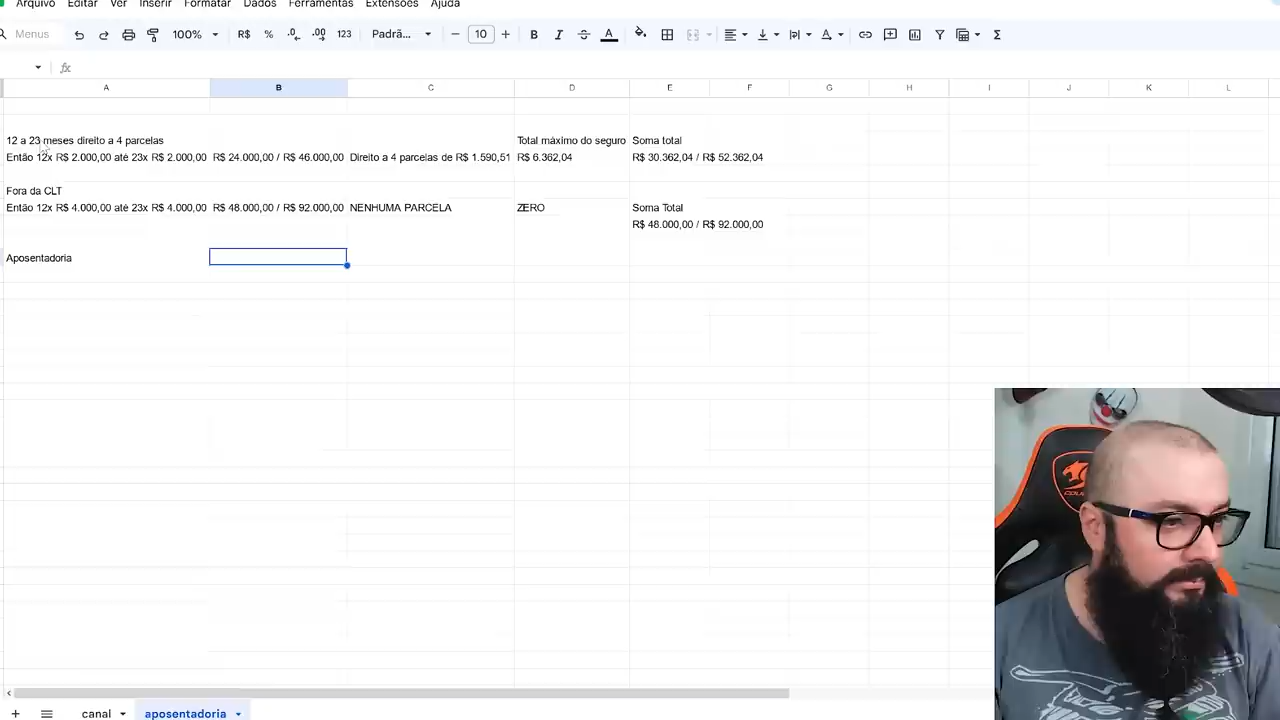 Arquivo Editar Ver Inserir Formatar Dados Ferramentas Extensões Ajuda
Menus 100% R$ % .0 .00 123 Padrã... 10 B I A Σ
fx
A B C D E F G H I J K L
12 a 23 meses direito a 4 parcelas Total máximo do seguro Soma total
Então 12x R$ 2.000,00 até 23x R$ 2.000,00 R$ 24.000,00 / R$ 46.000,00 Direito a 4 parcelas de R$ 1.590,51 R$ 6.362,04 R$ 30.362,04 / R$ 52.362,04
Fora da CLT
Então 12x R$ 4.000,00 até 23x R$ 4.000,00 R$ 48.000,00 / R$ 92.000,00 NENHUMA PARCELA ZERO Soma Total
R$ 48.000,00 / R$ 92.000,00
Aposentadoria
canal aposentadoria